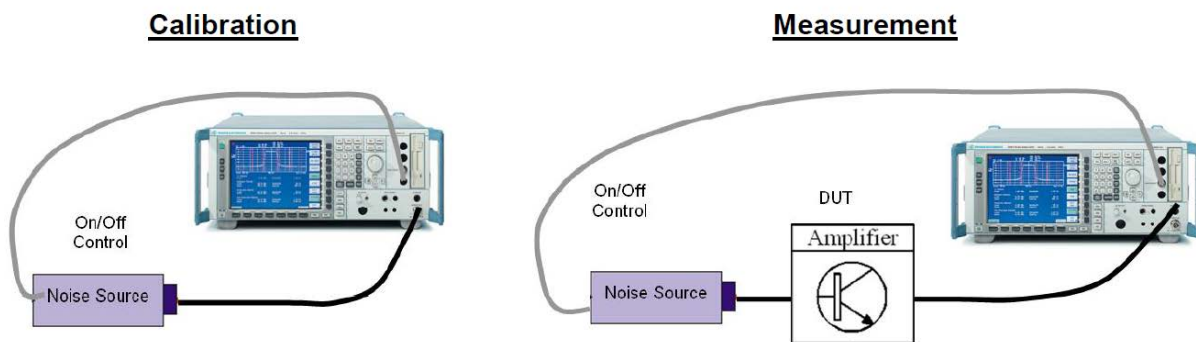 Calibration
Measurement
On/Off
Control
Noise Source
On/Off
Control
DUT
Amplifier
Noise Source